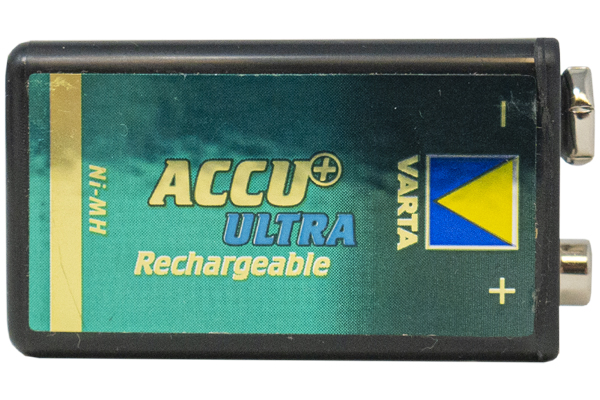 ACCU+
ULTRA
Rechargeable
Ni-MH
VARTA
-
+